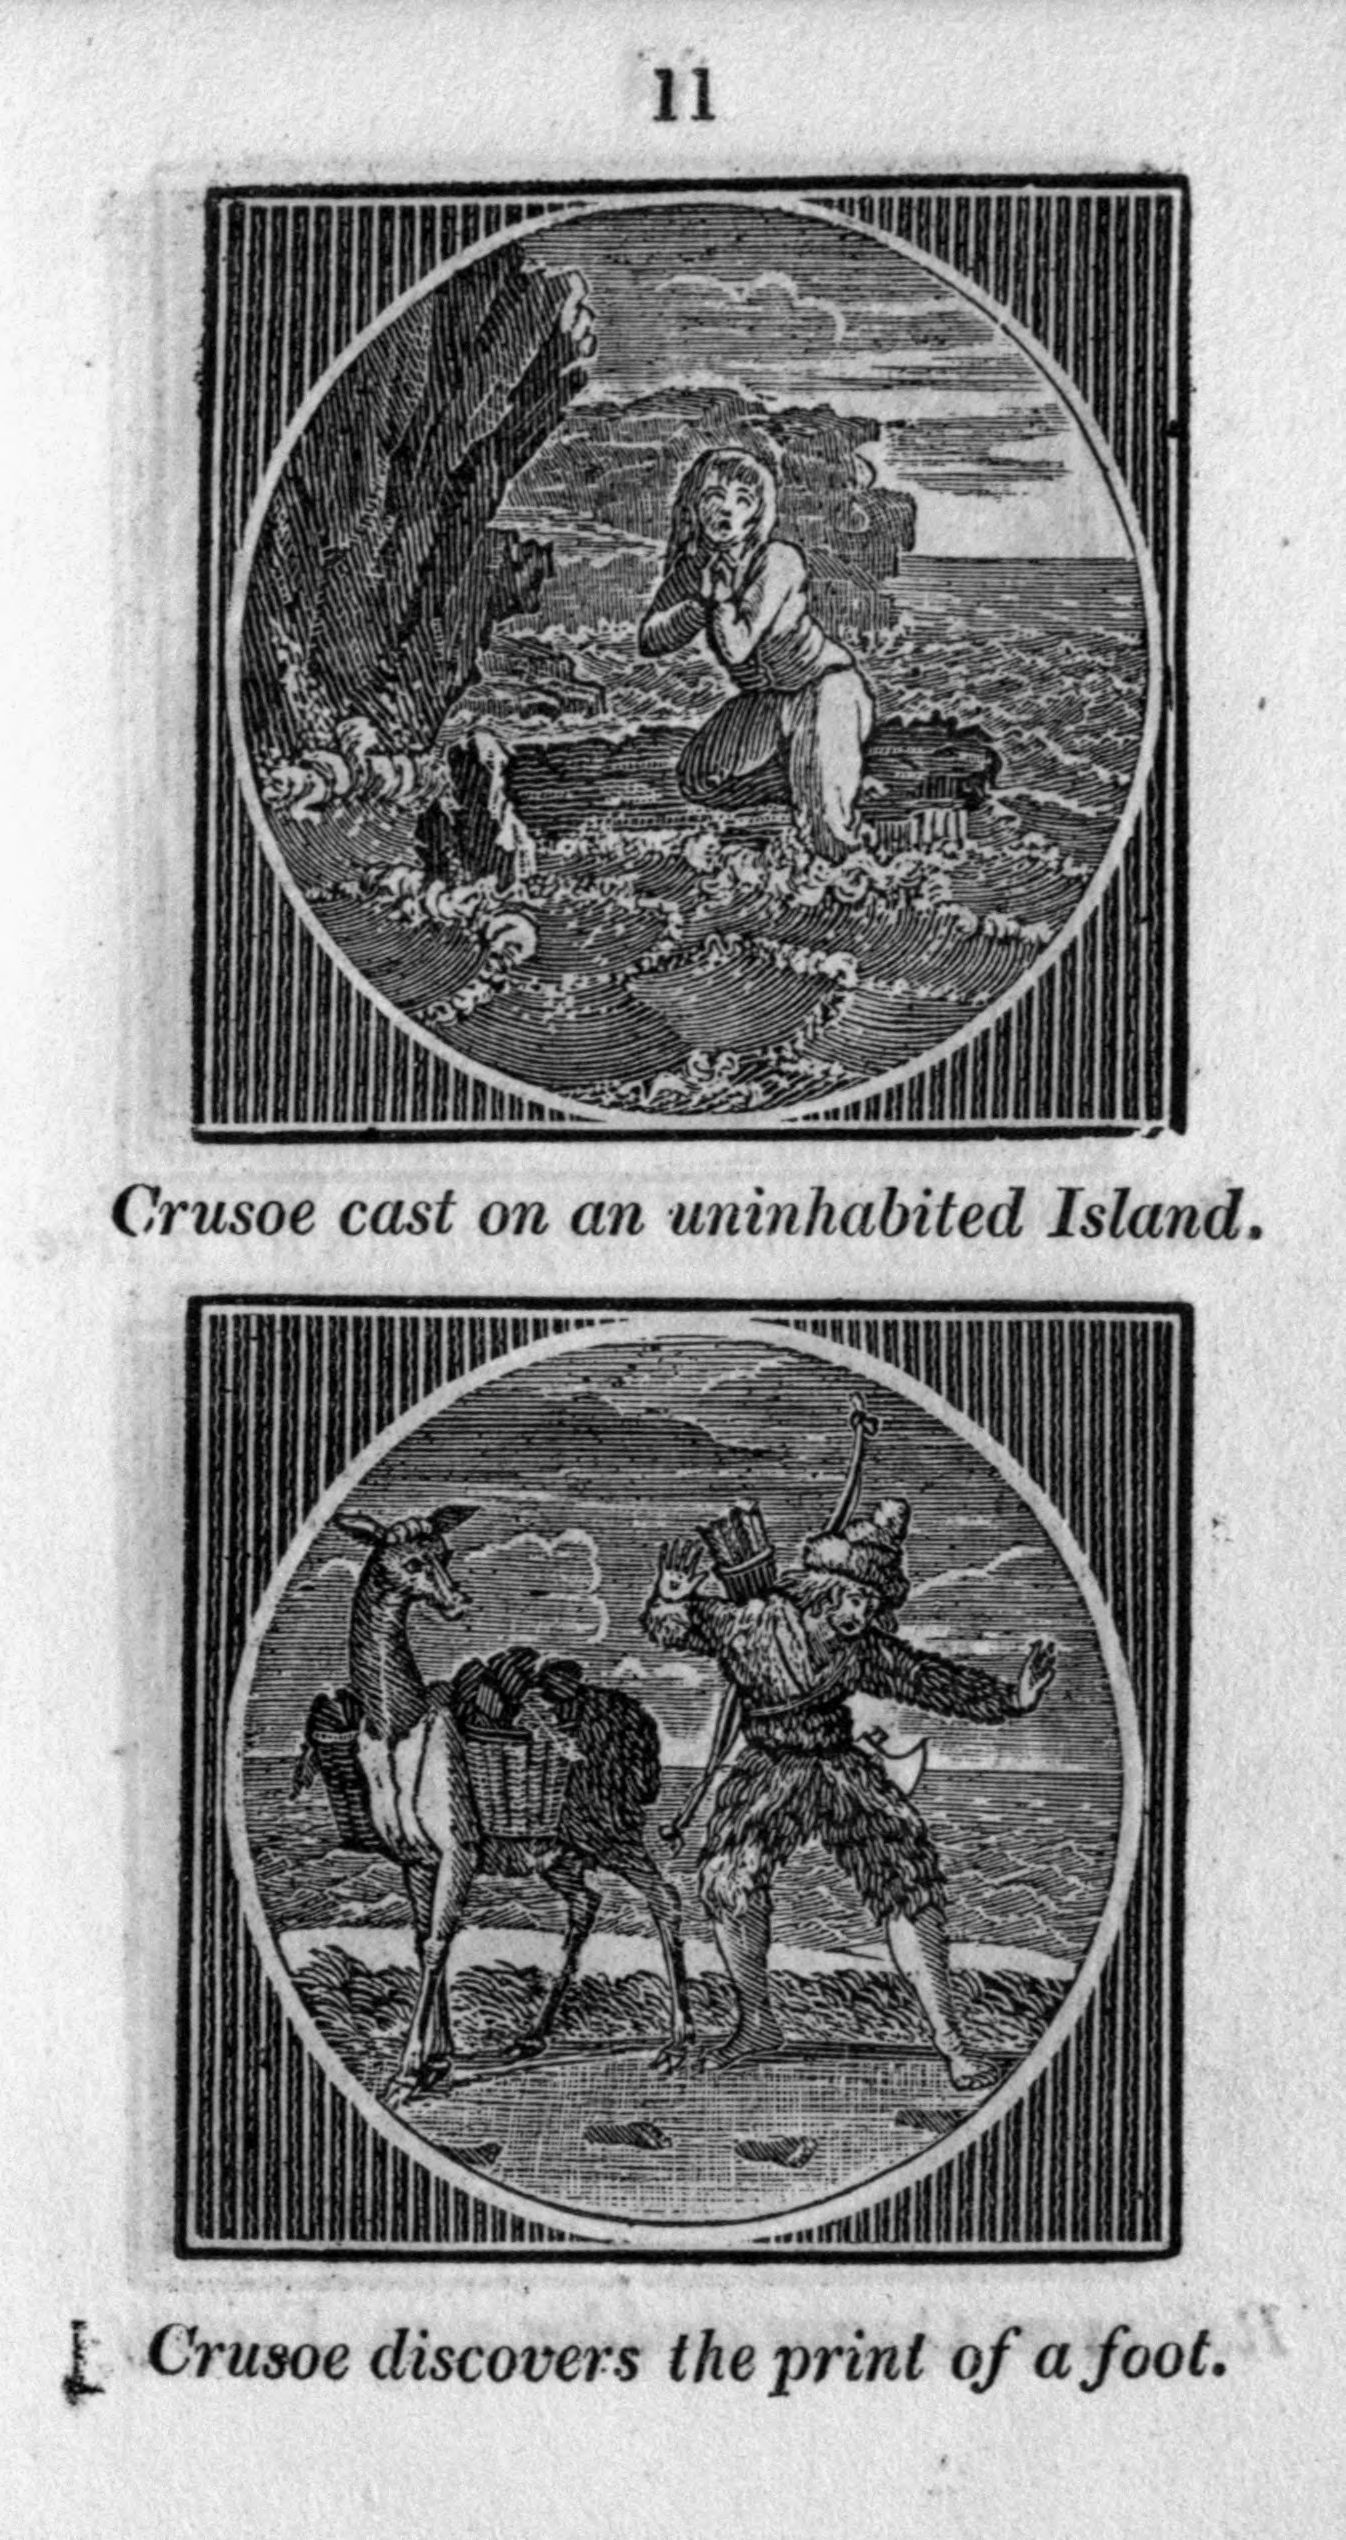 11
Crusoe cast on an uninhabited Island.
Crusoe discovers the print of a foot.